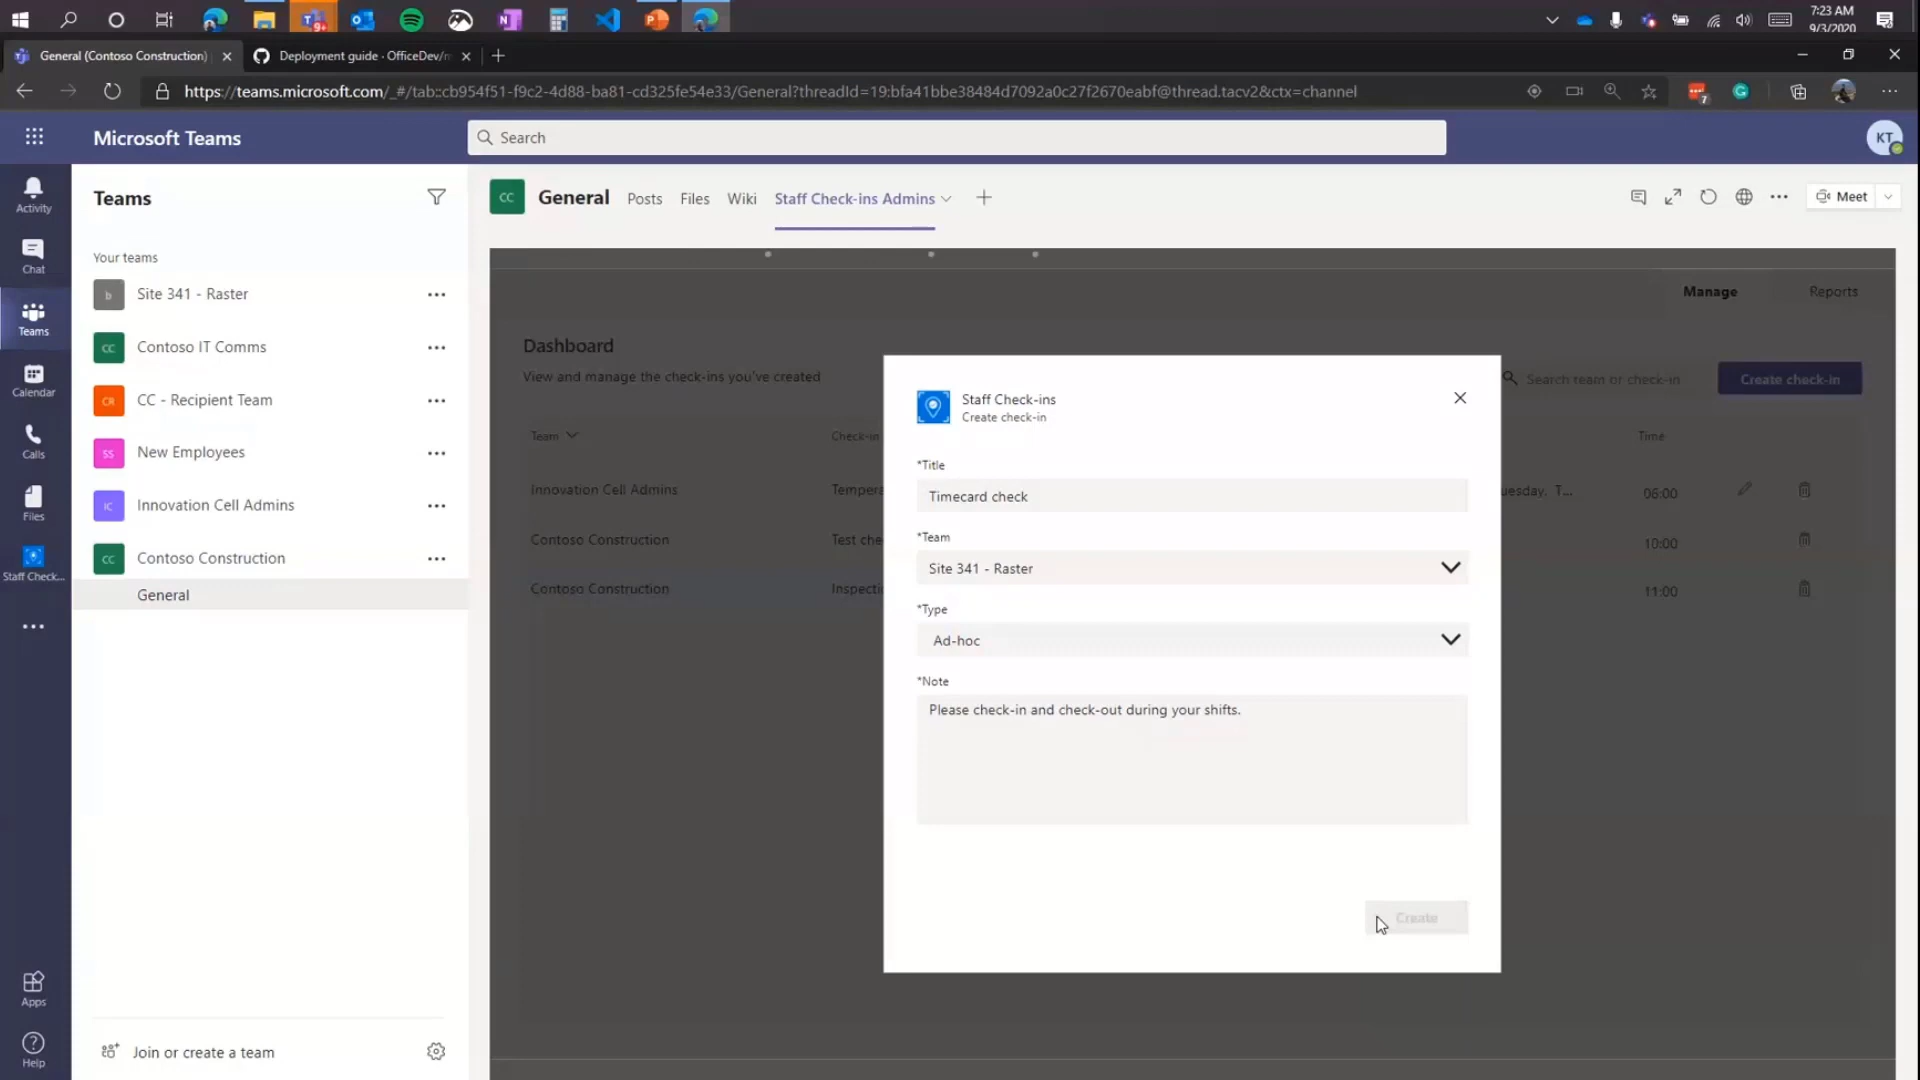 7:23 AM
9/3/2020
General (Contoso Construction)
Deployment guide · OfficeDev/
https://teams.microsoft.com/_#/tab::cb954f51-f9c2-4d88-ba81-cd325fe54e33/General?threadId=19:bfa41bbe38484d7092a0c27f2670eabf@thread.tacv2&ctx=channel
7
Microsoft Teams
Search
KT
Activity
Chat
Teams
Calendar
Calls
Files
Staff Check...
Apps
Help
Teams
Your teams
b Site 341 - Raster
CC Contoso IT Comms
CR CC - Recipient Team
SS New Employees
IC Innovation Cell Admins
CC Contoso Construction
General
Join or create a team
CC General Posts Files Wiki Staff Check-ins Admins
Meet
Manage Reports
Dashboard
View and manage the check-ins you've created
Search team or check-in
Create check-in
Team Check-in Time
Innovation Cell Admins 06:00
Contoso Construction 10:00
Contoso Construction 11:00
Staff Check-ins
Create check-in
*Title
Timecard check
*Team
Site 341 - Raster
*Type
Ad-hoc
*Note
Please check-in and check-out during your shifts.
Create